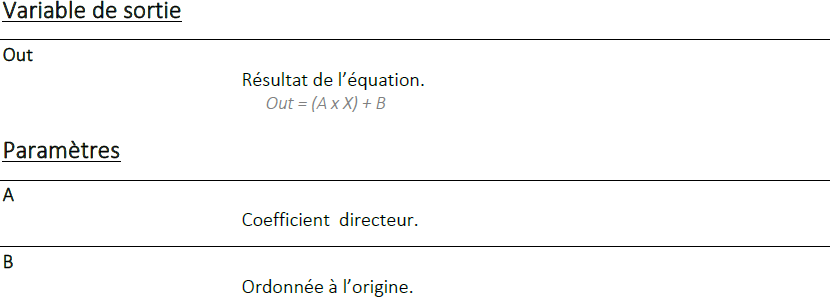 Variable de sortie
Out
Résultat de l’équation.
Out = (A x X) + B
Paramètres
A
Coefficient  directeur.
B
Ordonnée à l’origine.